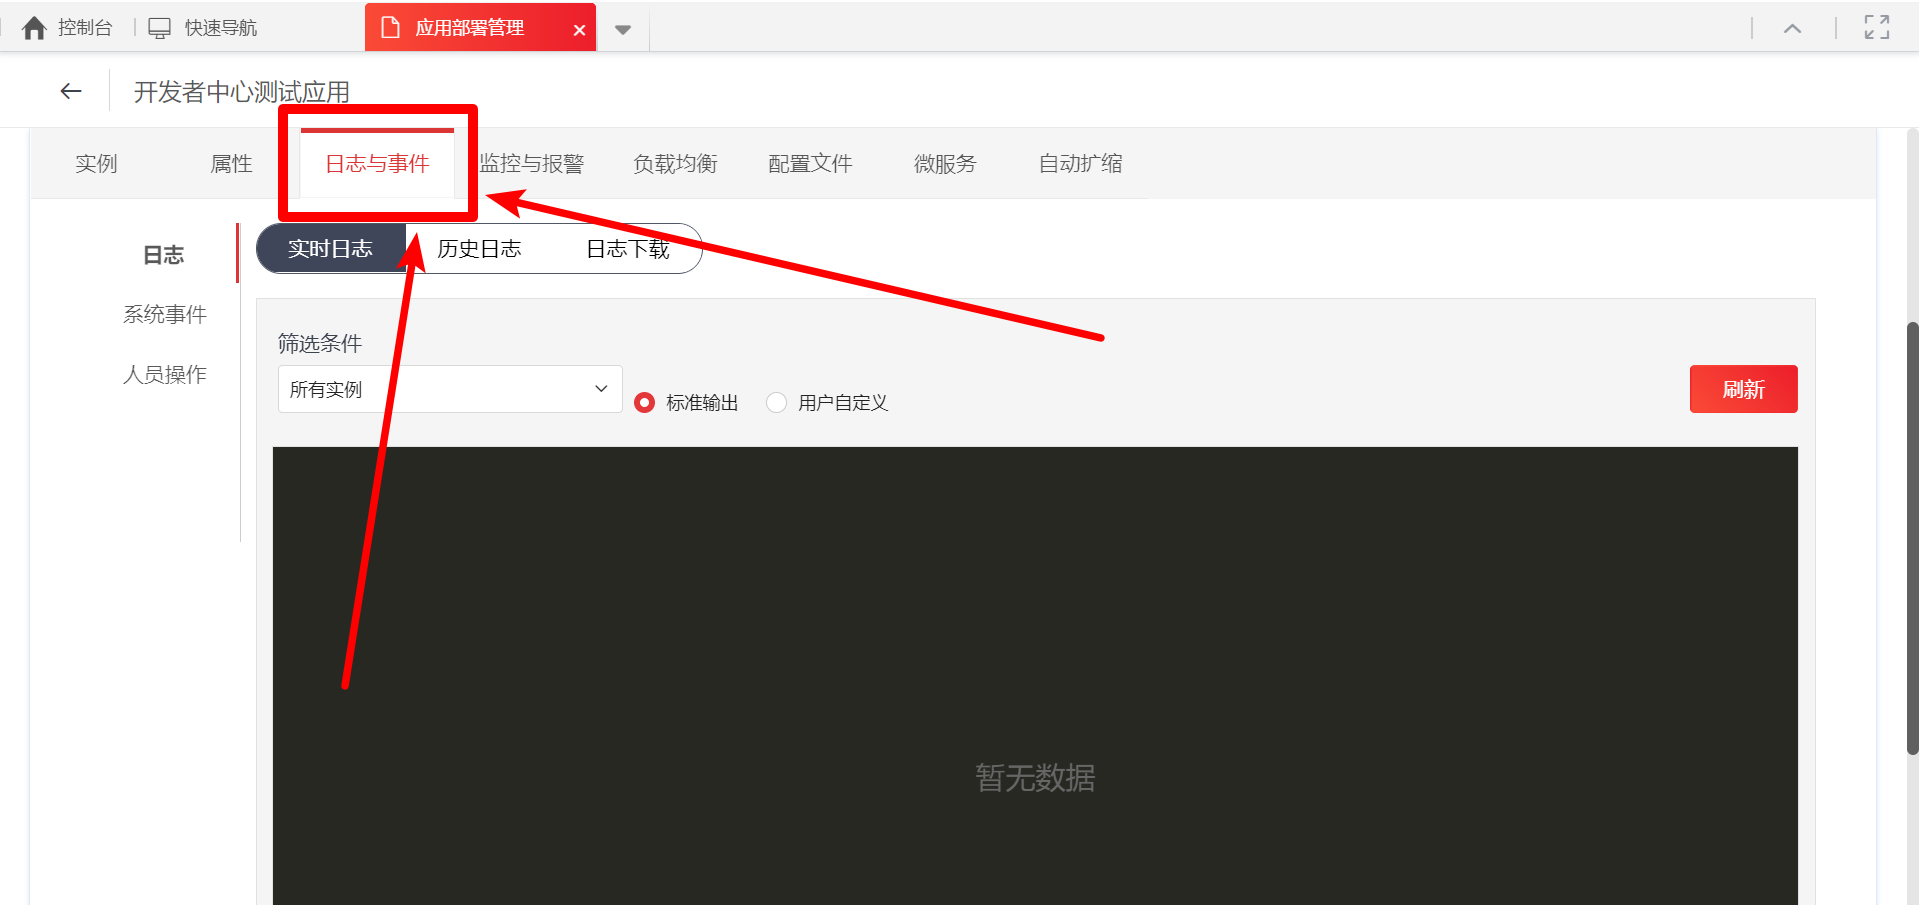 控制台
快速导航
应用部署管理
开发者中心测试应用
实例
属性
日志与事件
监控与报警
负载均衡
配置文件
微服务
自动扩缩
日志
系统事件
人员操作
实时日志
历史日志
日志下载
筛选条件
所有实例
标准输出
用户自定义
刷新
暂无数据